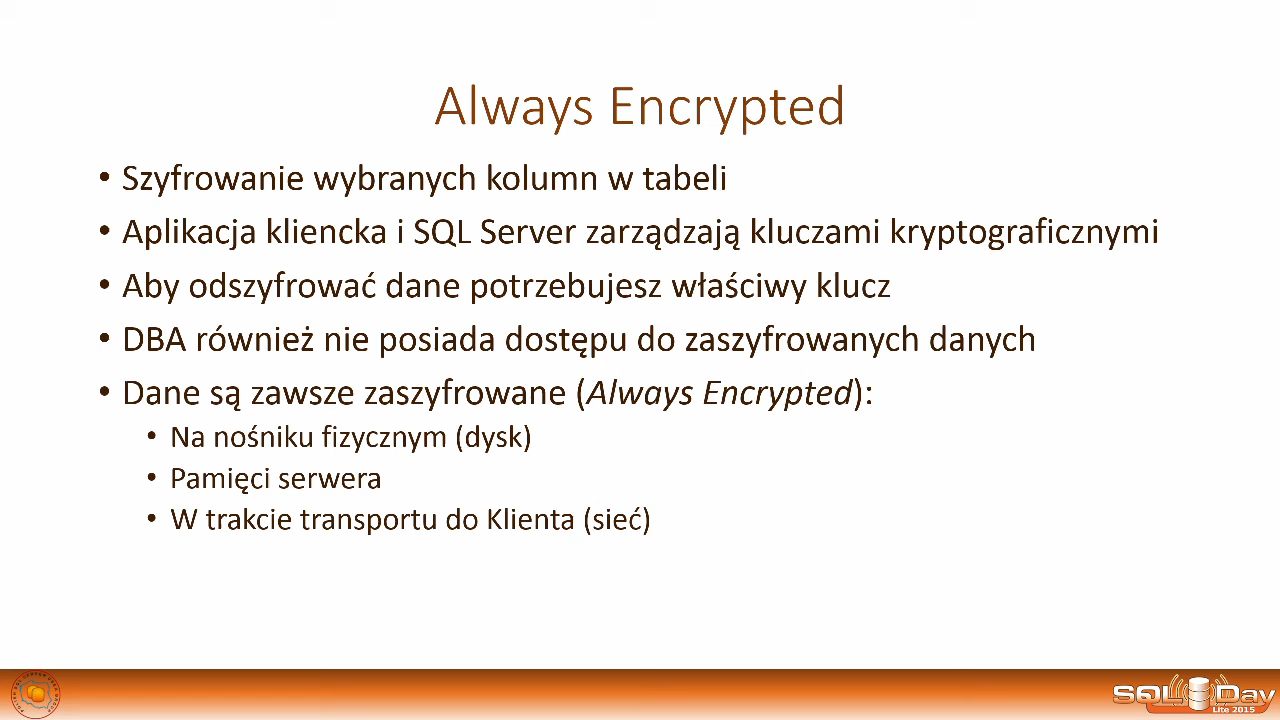 Always Encrypted
• Szyfrowanie wybranych kolumn w tabeli
• Aplikacja kliencka i SQL Server zarządzają kluczami kryptograficznymi
• Aby odszyfrować dane potrzebujesz właściwy klucz
• DBA również nie posiada dostępu do zaszyfrowanych danych
• Dane są zawsze zaszyfrowane (Always Encrypted):
• Na nośniku fizycznym (dysk)
• Pamięci serwera
• W trakcie transportu do Klienta (sieć)
SQL Day
Lite 2015